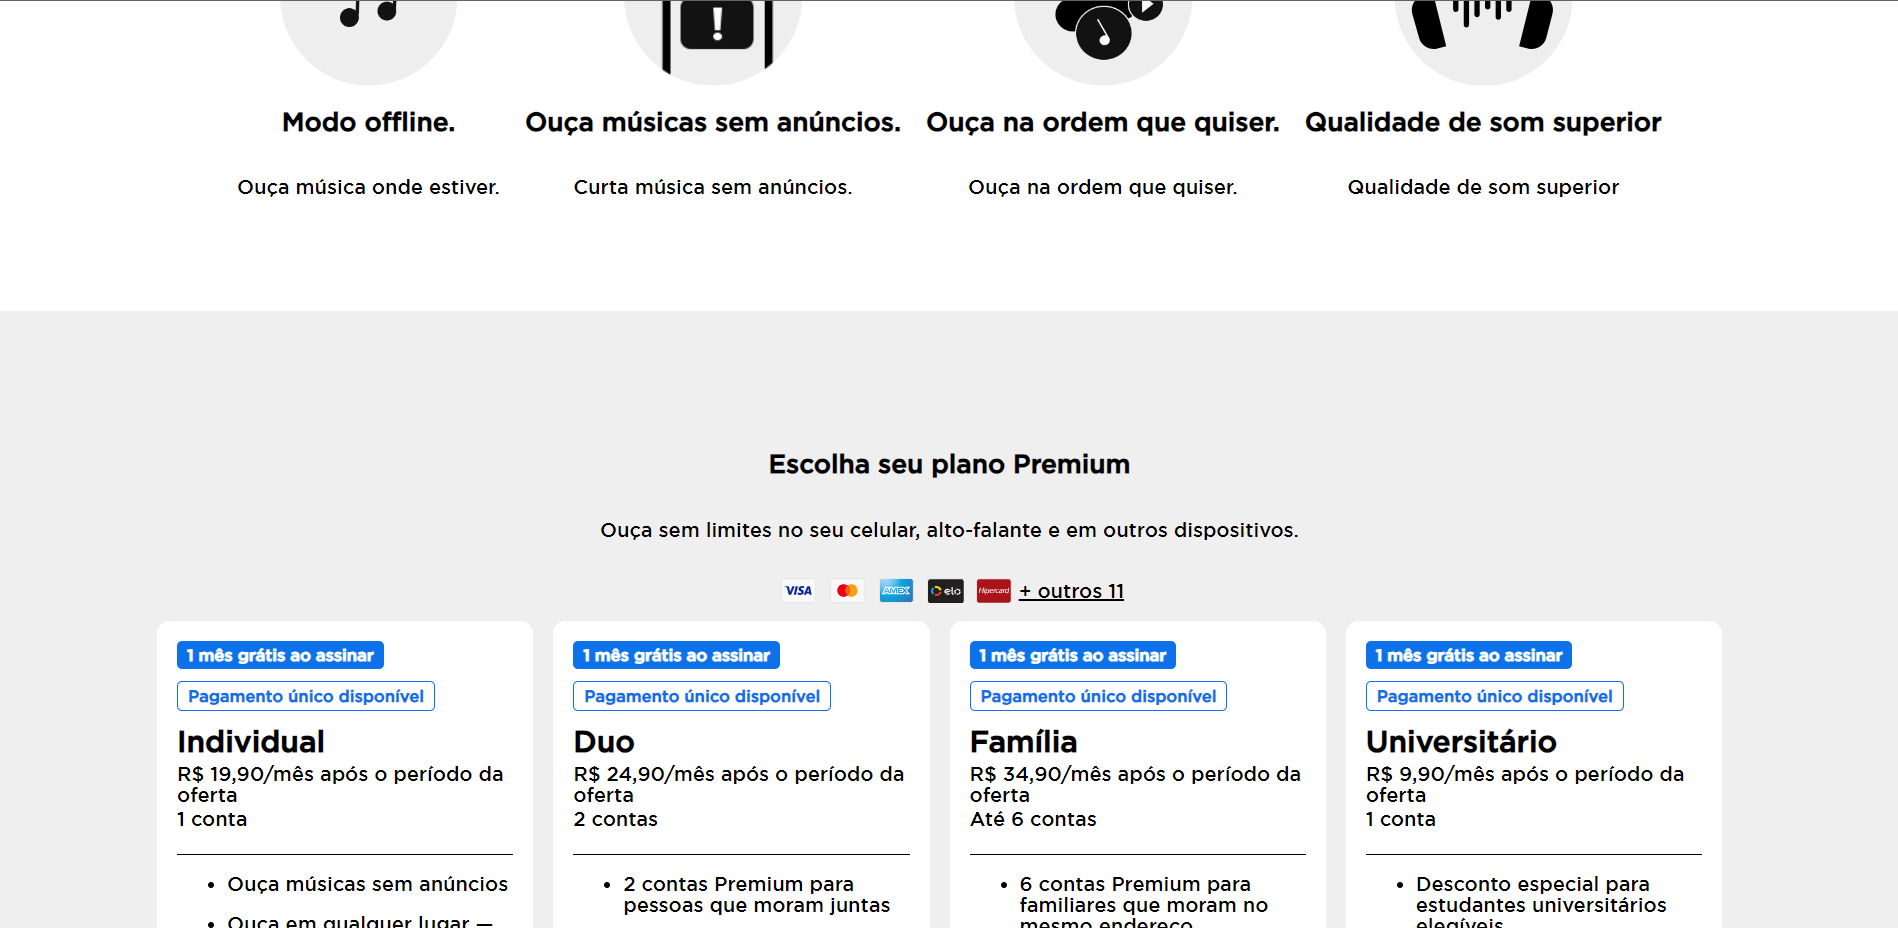 Modo offline.
Ouça música onde estiver.
Ouça músicas sem anúncios.
Curta música sem anúncios.
Ouça na ordem que quiser.
Ouça na ordem que quiser.
Qualidade de som superior
Qualidade de som superior
Escolha seu plano Premium
Ouça sem limites no seu celular, alto-falante e em outros dispositivos.
VISA AMEX elo Hipercard + outros 11
1 mês grátis ao assinar
Pagamento único disponível
Individual
R$ 19,90/mês após o período da
oferta
1 conta
• Ouça músicas sem anúncios
• Ouça em qualquer lugar —
1 mês grátis ao assinar
Pagamento único disponível
Duo
R$ 24,90/mês após o período da
oferta
2 contas
• 2 contas Premium para
pessoas que moram juntas
1 mês grátis ao assinar
Pagamento único disponível
Família
R$ 34,90/mês após o período da
oferta
Até 6 contas
• 6 contas Premium para
familiares que moram no
mesmo endereço
1 mês grátis ao assinar
Pagamento único disponível
Universitário
R$ 9,90/mês após o período da
oferta
1 conta
• Desconto especial para
estudantes universitários
elegíveis